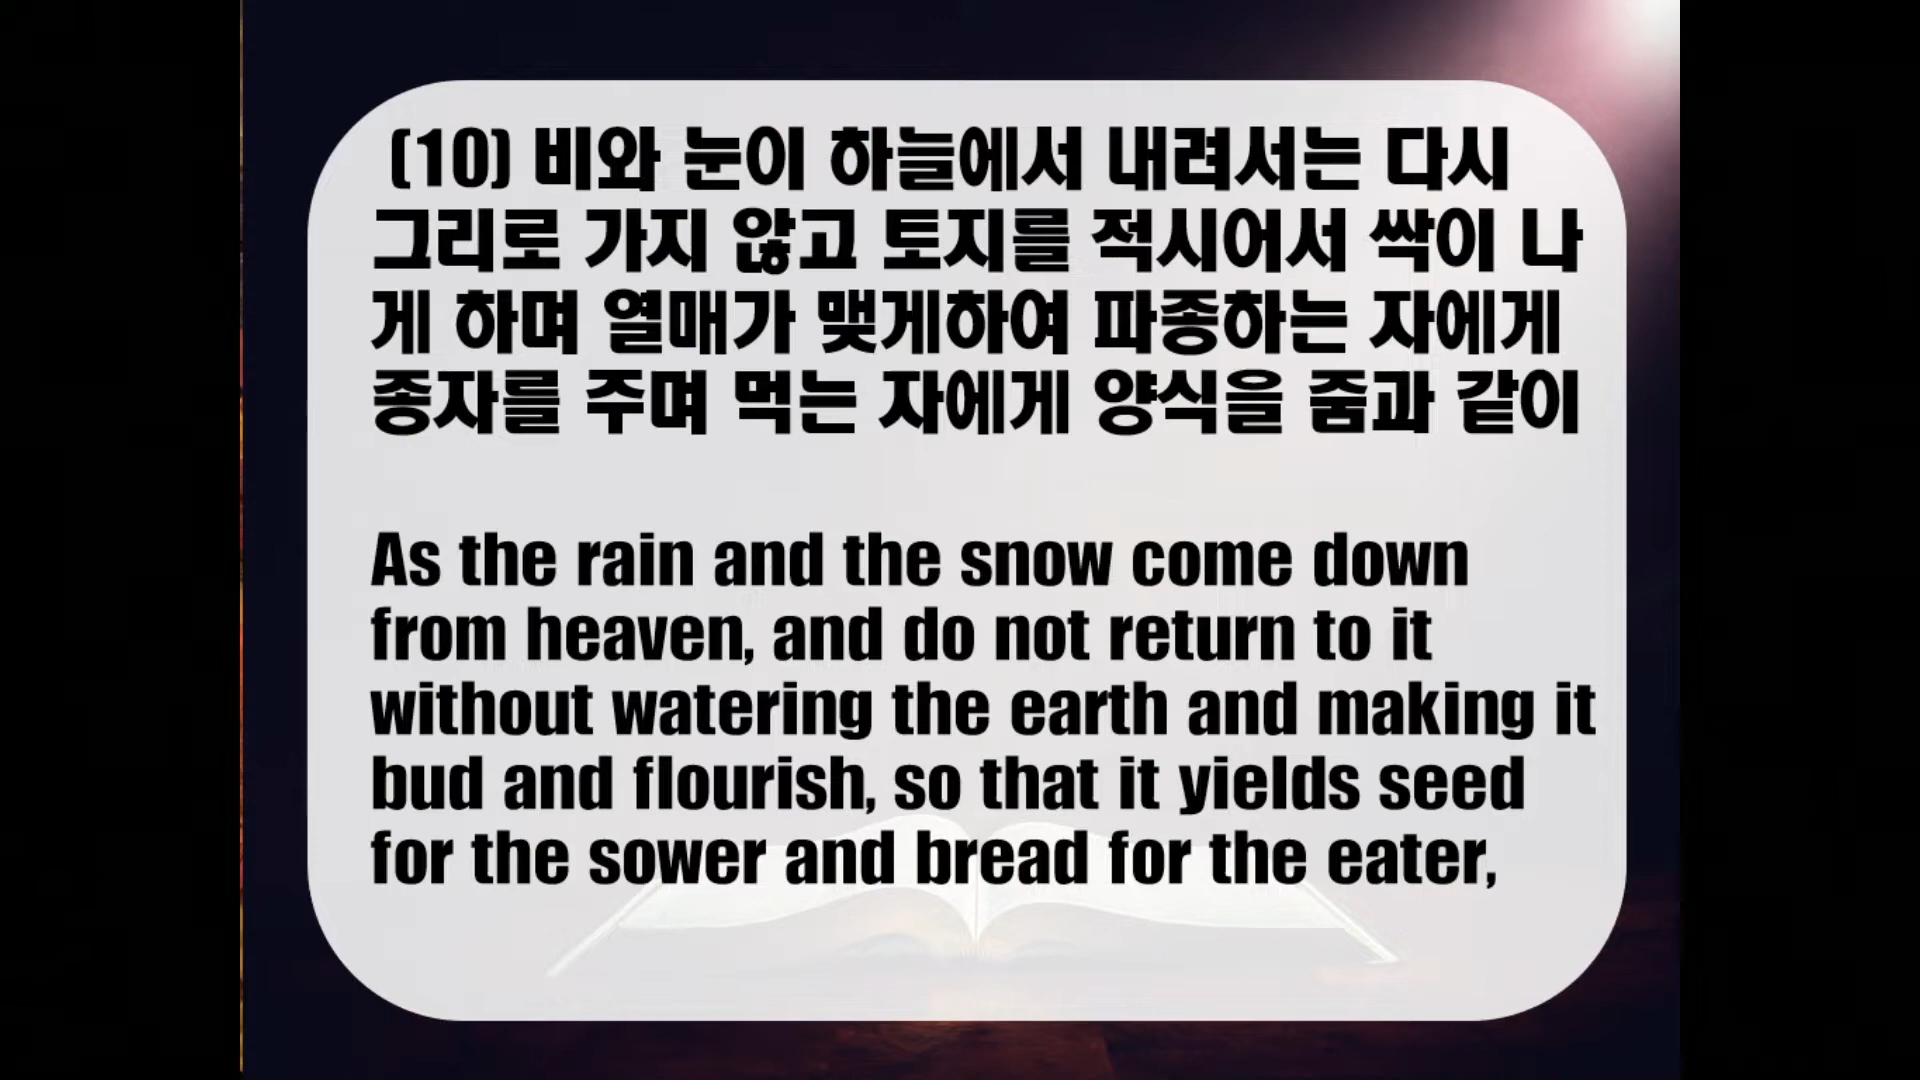 (10) 비와 눈이 하늘에서 내려서는 다시
그리로 가지 않고 토지를 적시어서 싹이 나
게 하며 열매가 맺게하여 파종하는 자에게
종자를 주며 먹는 자에게 양식을 줌과 같이
As the rain and the snow come down
from heaven, and do not return to it
without watering the earth and making it
bud and flourish, so that it yields seed
for the sower and bread for the eater,